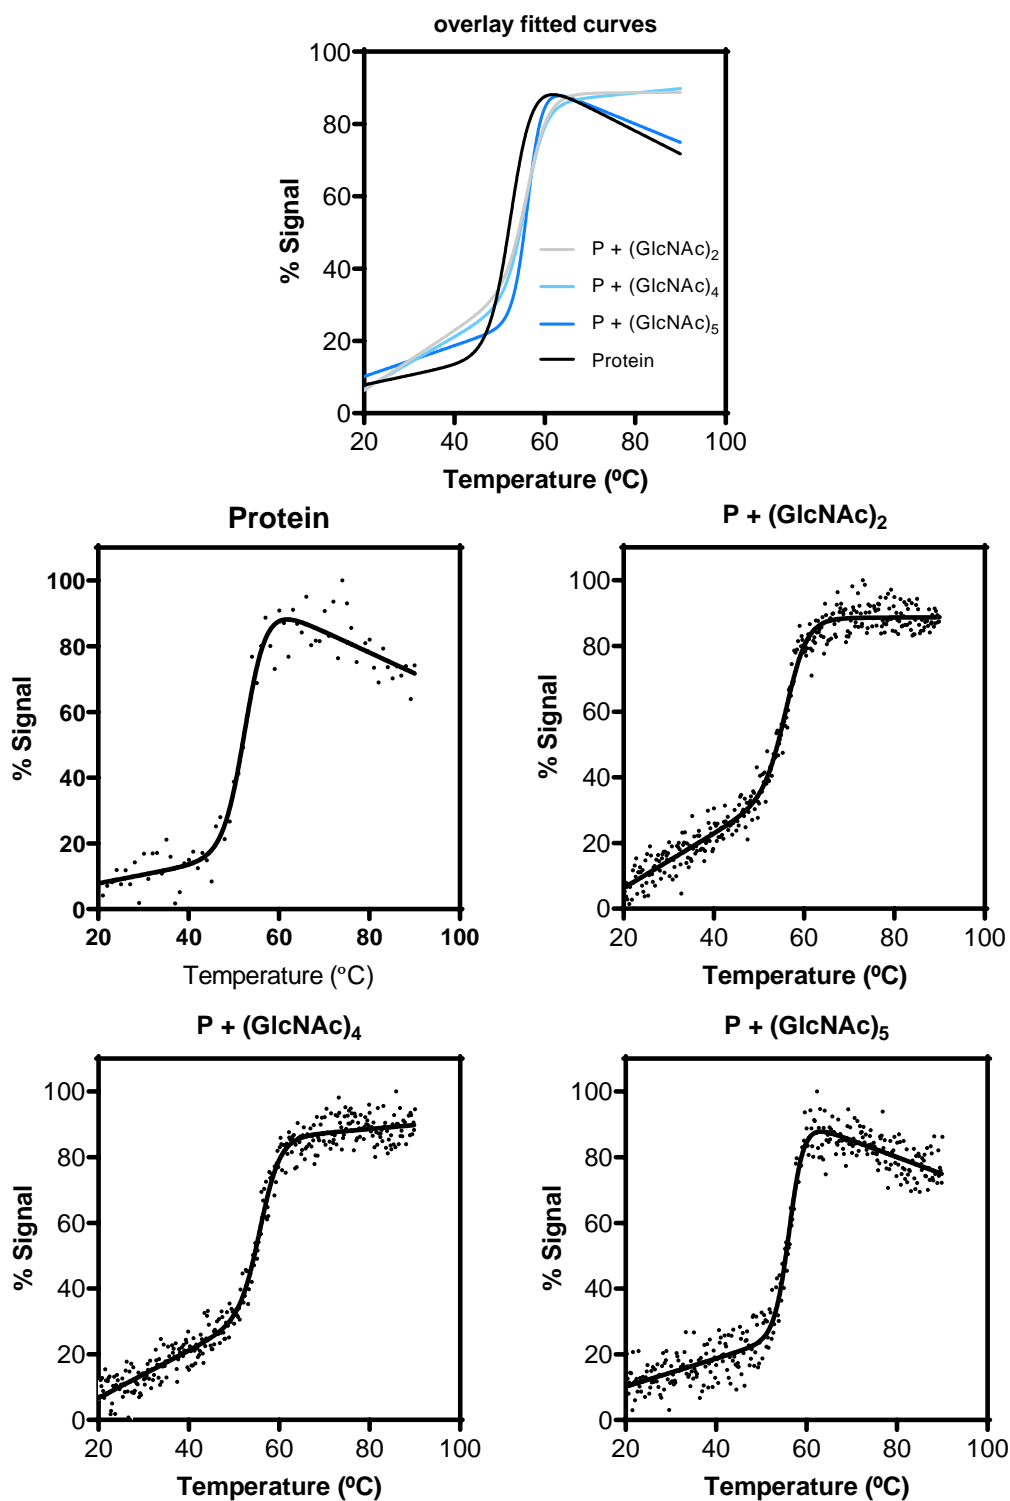 overlay fitted curves
100
80
60
40
20
0
% Signal
P + (GlcNAc)2
P + (GlcNAc)4
P + (GlcNAc)5
Protein
20 40 60 80 100
Temperature (ºC)
Protein
100
80
60
40
20
0
% Signal
20 40 60 80 100
Temperature (°C)
P + (GlcNAc)2
100
80
60
40
20
0
% Signal
20 40 60 80 100
Temperature (ºC)
P + (GlcNAc)4
100
80
60
40
20
0
% Signal
20 40 60 80 100
Temperature (ºC)
P + (GlcNAc)5
100
80
60
40
20
0
% Signal
20 40 60 80 100
Temperature (ºC)